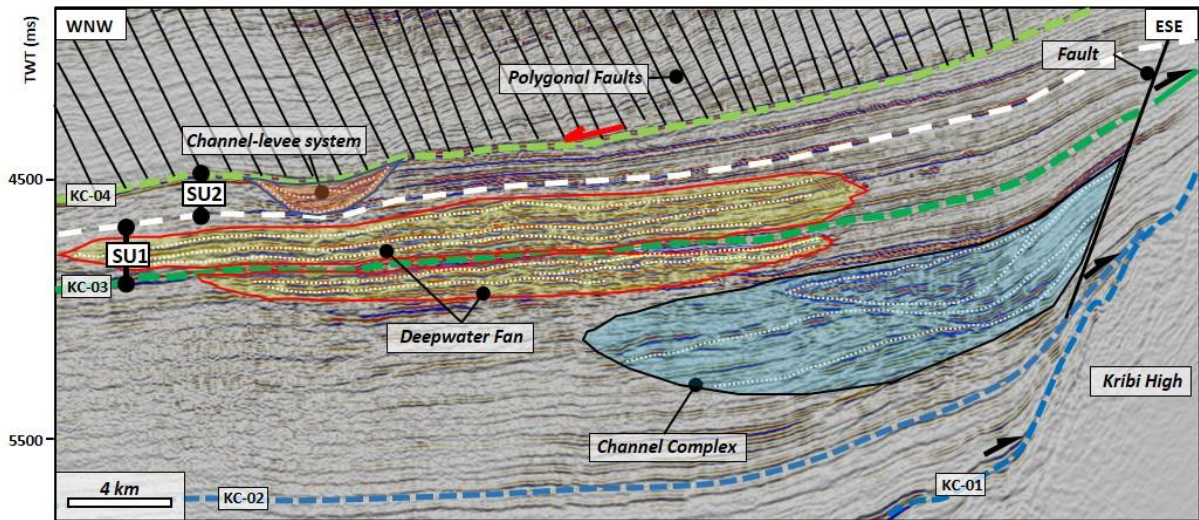 WNW
ESE
TWT (ms)
Fault
Polygonal Faults
Channel-levee system
4500
KC-04
SU2
SU1
KC-03
Deepwater Fan
Kribi High
5500
Channel Complex
4 km
KC-02
KC-01